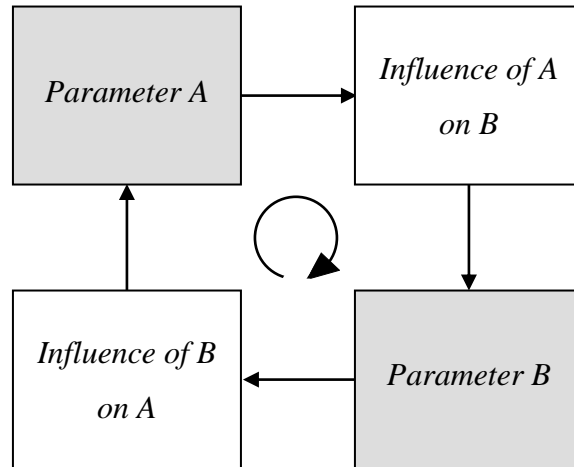 Parameter A
Influence of A
on B
Influence of B
on A
Parameter B